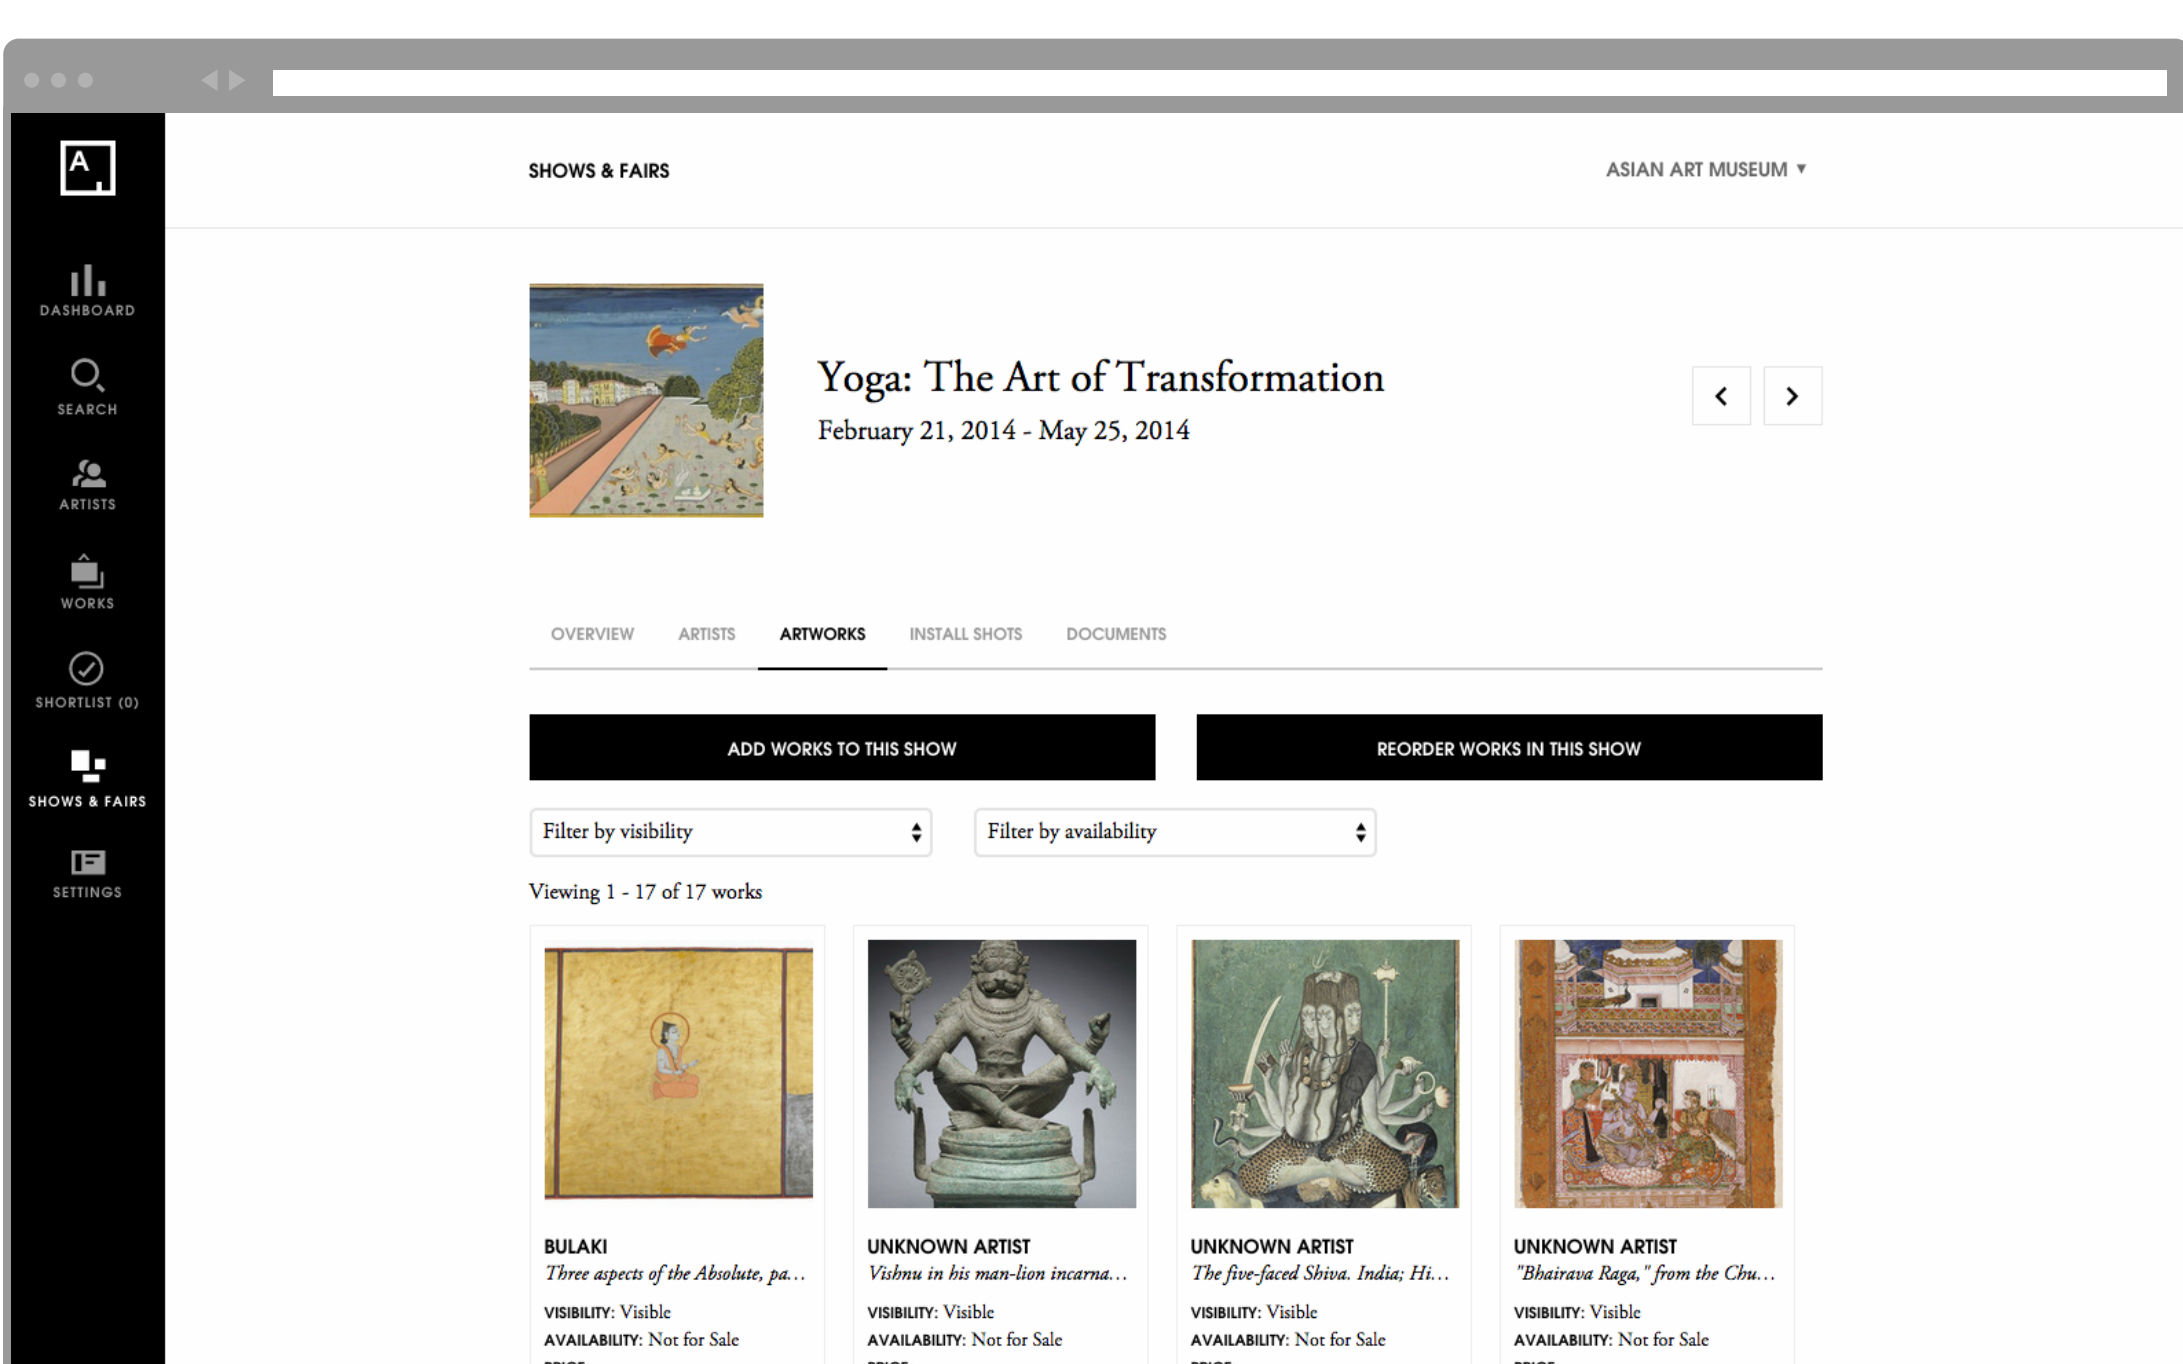 A
SHOWS & FAIRS
ASIAN ART MUSEUM ▼
DASHBOARD
SEARCH
ARTISTS
WORKS
SHORTLIST (0)
SHOWS & FAIRS
SETTINGS
Yoga: The Art of Transformation
February 21, 2014 - May 25, 2014
OVERVIEW ARTISTS ARTWORKS INSTALL SHOTS DOCUMENTS
ADD WORKS TO THIS SHOW
REORDER WORKS IN THIS SHOW
Filter by visibility
Filter by availability
Viewing 1 - 17 of 17 works
BULAKI
Three aspects of the Absolute, pa…
VISIBILITY: Visible
AVAILABILITY: Not for Sale
PRICE
UNKNOWN ARTIST
Vishnu in his man-lion incarna…
VISIBILITY: Visible
AVAILABILITY: Not for Sale
PRICE
UNKNOWN ARTIST
The five-faced Shiva. India; Hi…
VISIBILITY: Visible
AVAILABILITY: Not for Sale
PRICE
UNKNOWN ARTIST
"Bhairava Raga," from the Chu…
VISIBILITY: Visible
AVAILABILITY: Not for Sale
PRICE